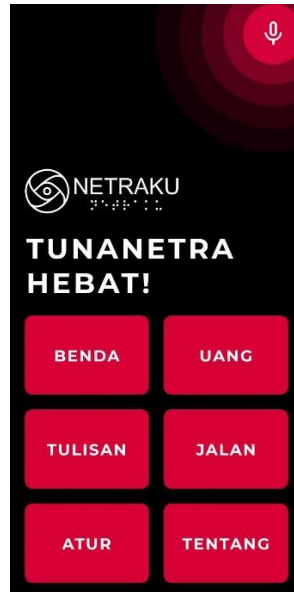 NETRAKU
TUNANETRA
HEBAT!
BENDA
UANG
TULISAN
JALAN
ATUR
TENTANG